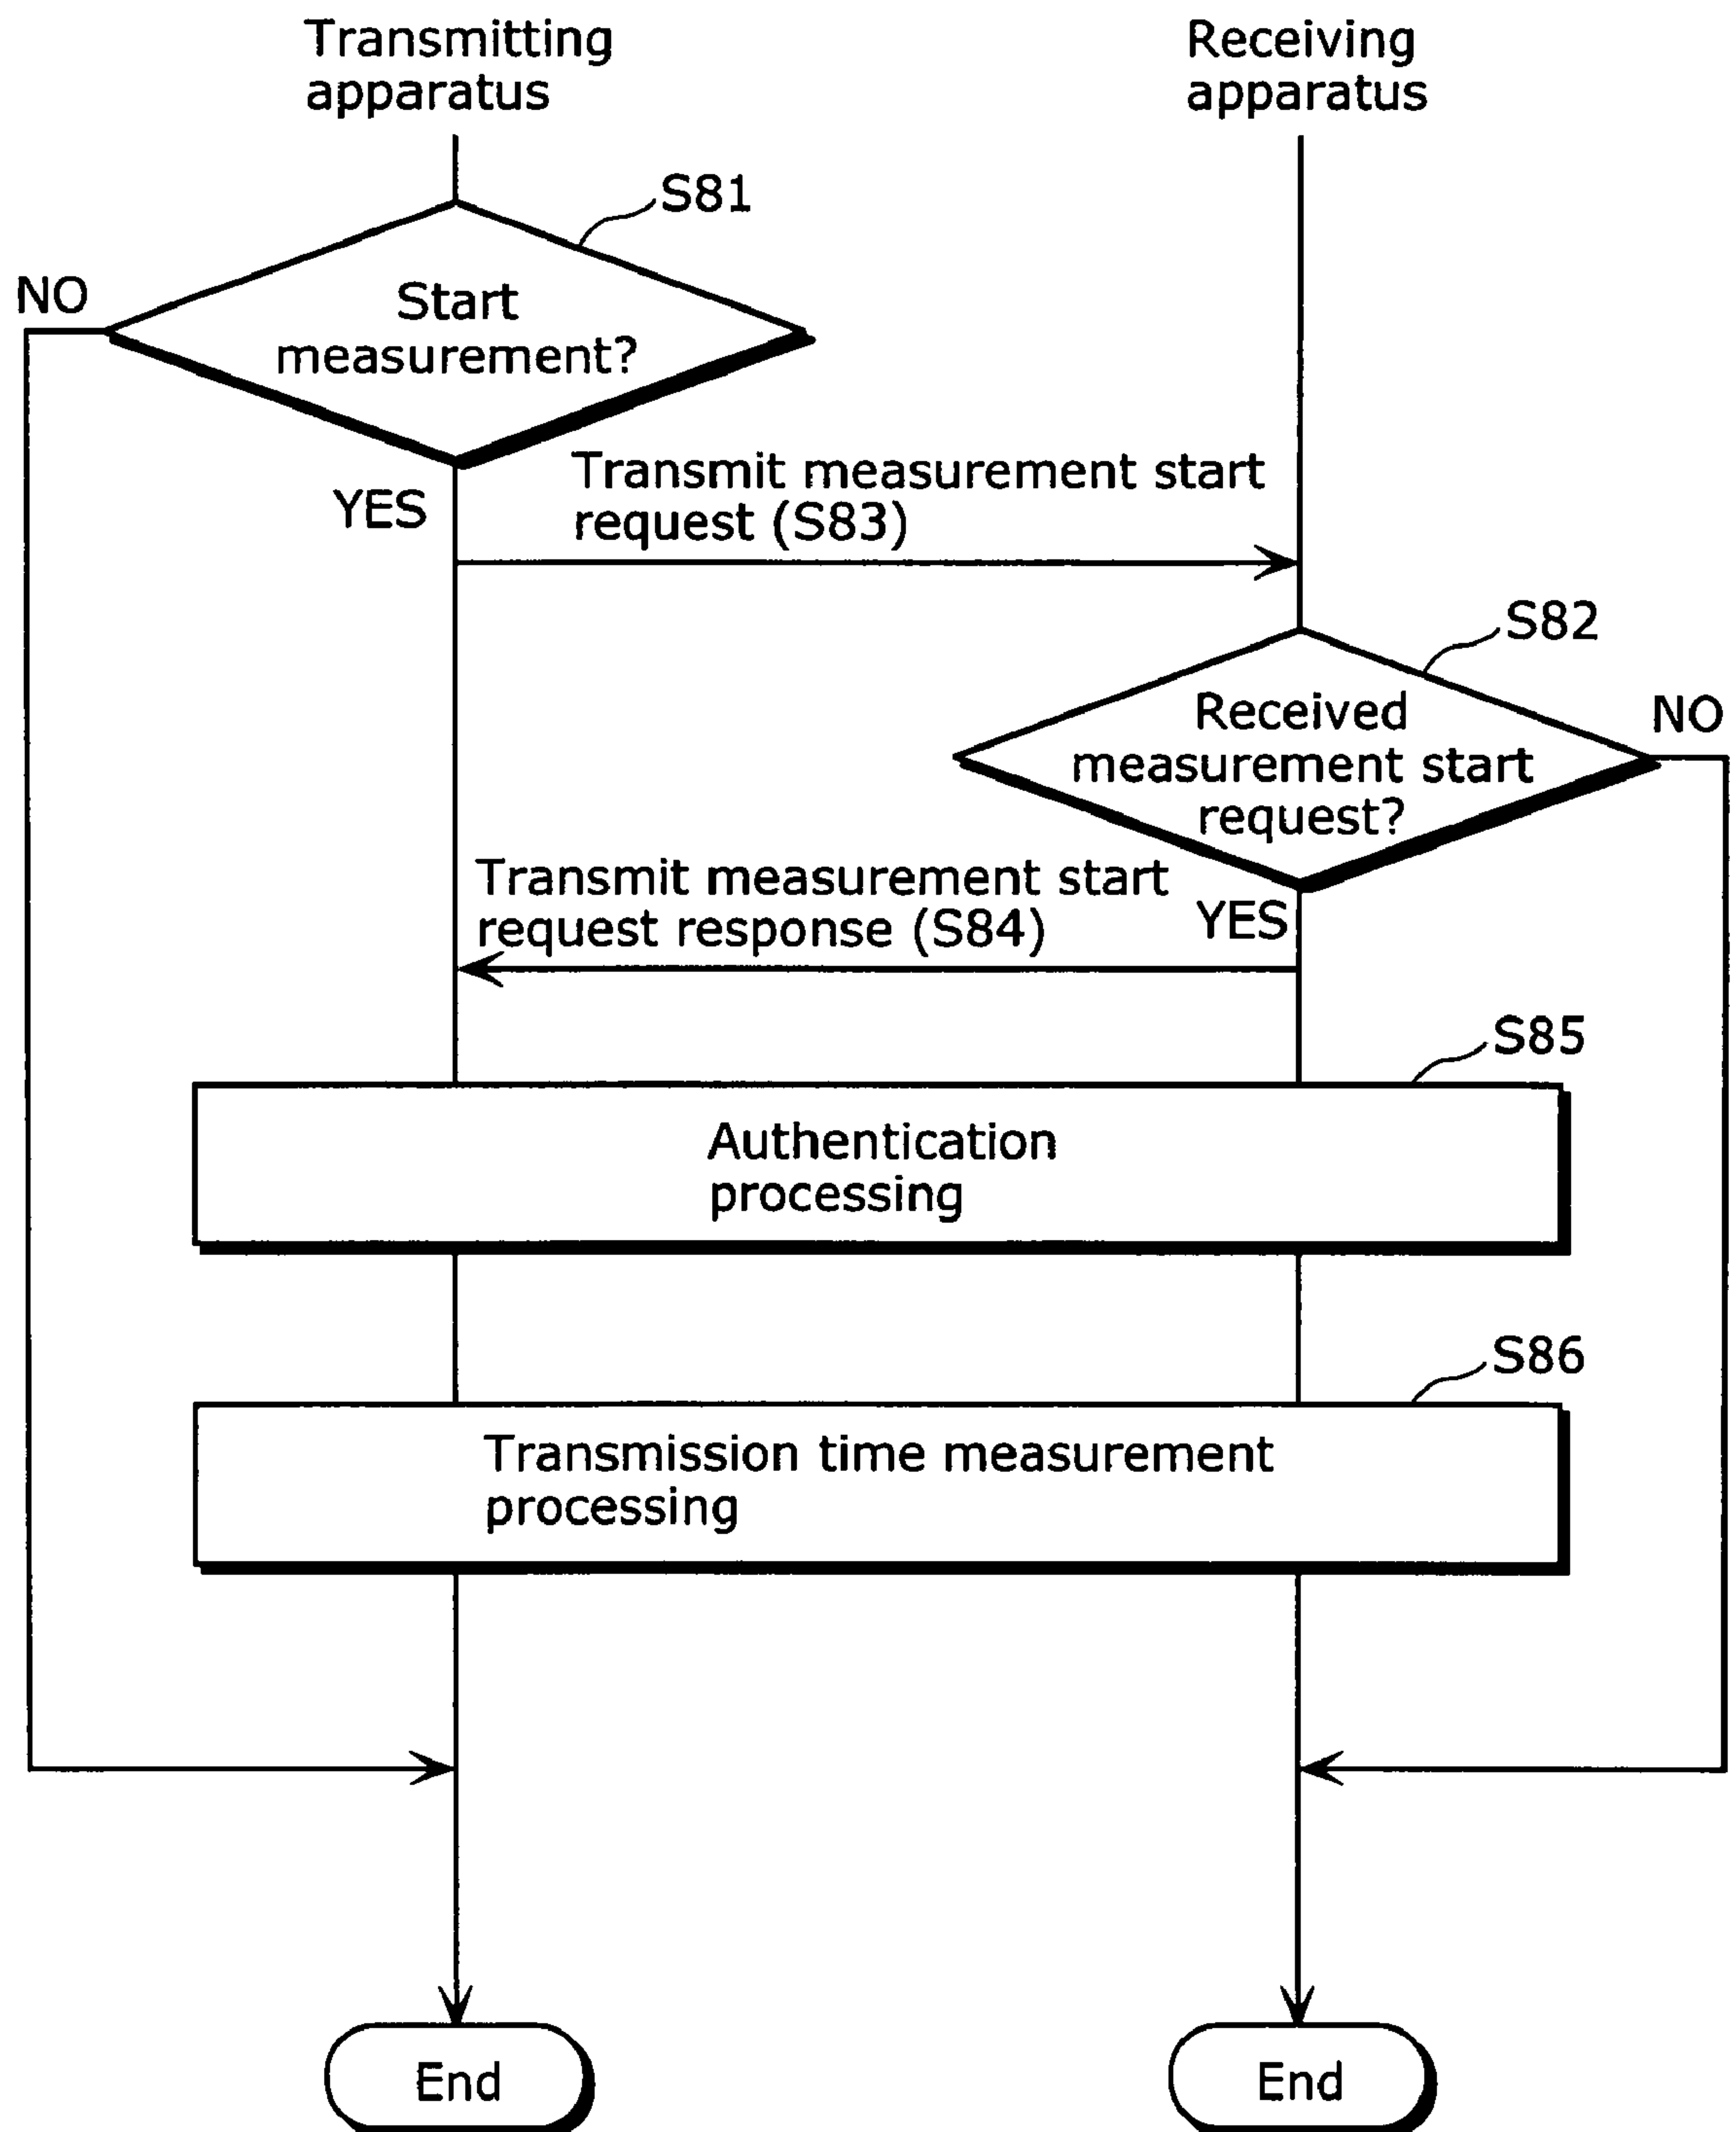 Transmitting
apparatus
Receiving
apparatus
S81
NO
Start
measurement?
YES
Transmit measurement start
request (S83)
S82
Received
measurement start
request?
NO
YES
Transmit measurement start
request response (S84)
S85
Authentication
processing
S86
Transmission time measurement
processing
End
End